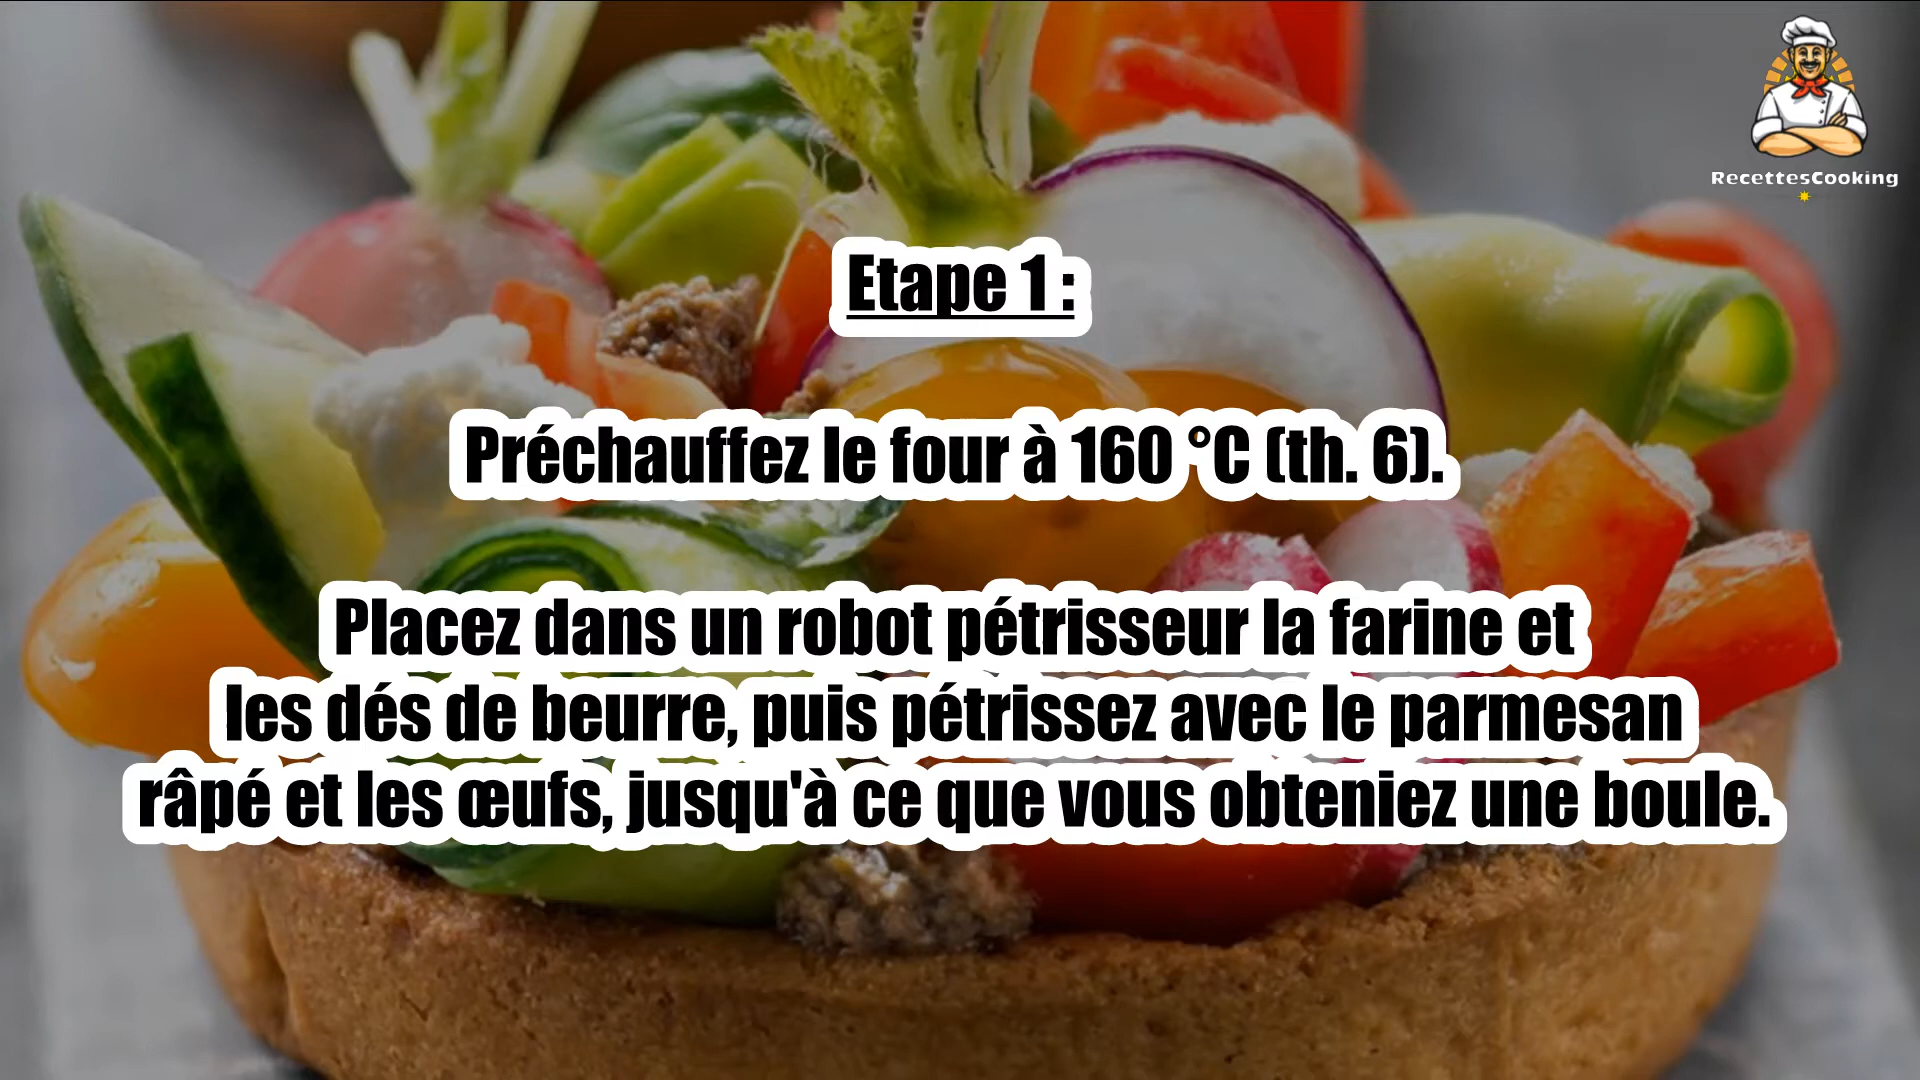 RecettesCooking
Etape 1 :
Préchauffez le four à 160 °C (th. 6).
Placez dans un robot pétrisseur la farine et
les dés de beurre, puis pétrissez avec le parmesan
râpé et les œufs, jusqu'à ce que vous obteniez une boule.